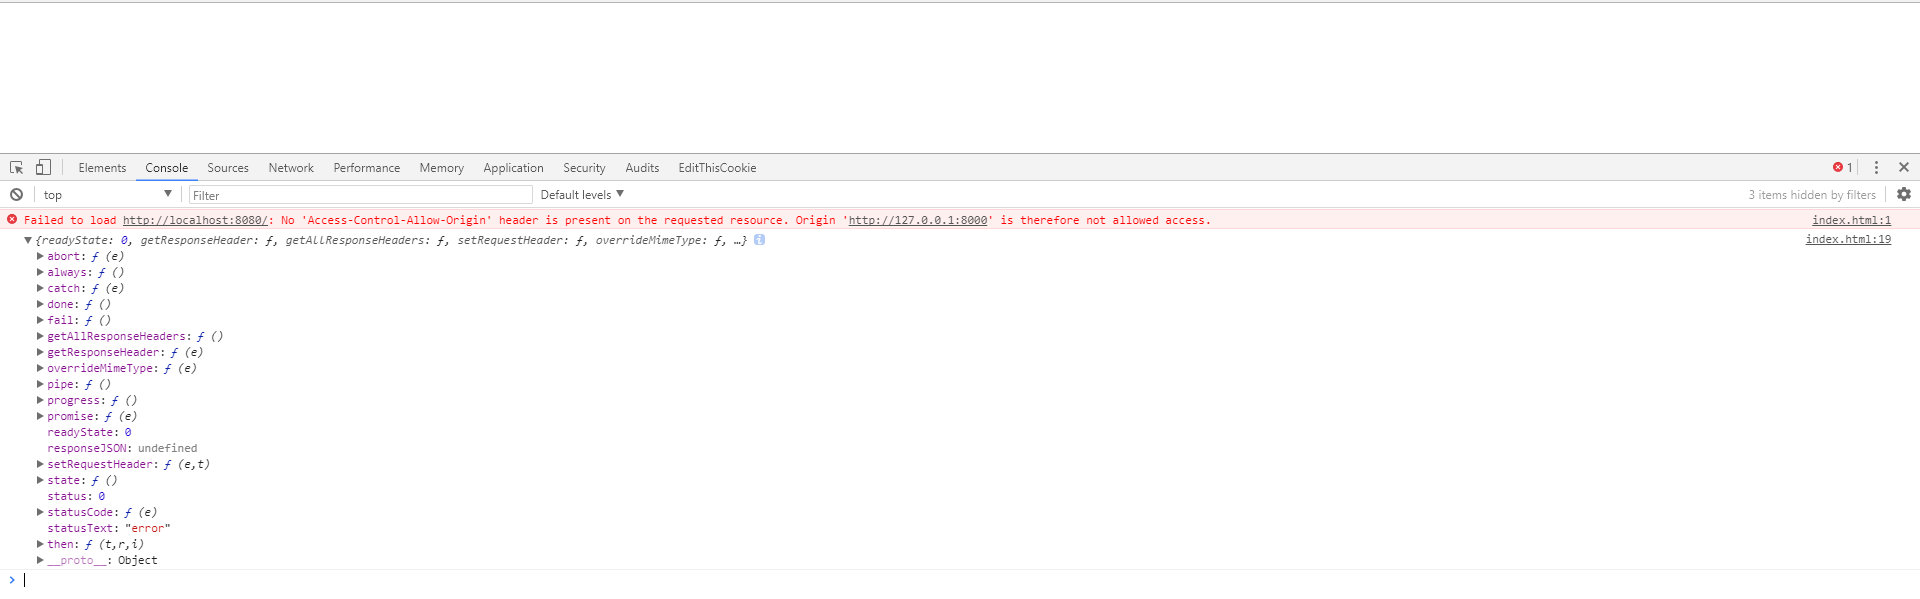 Elements Console Sources Network Performance Memory Application Security Audits EditThisCookie 1
top Filter Default levels 3 items hidden by filters
Failed to load http://localhost:8080/: No 'Access-Control-Allow-Origin' header is present on the requested resource. Origin 'http://127.0.0.1:8000' is therefore not allowed access. index.html:1
{readyState: 0, getResponseHeader: ƒ, getAllResponseHeaders: ƒ, setRequestHeader: ƒ, overrideMimeType: ƒ, …} i index.html:19
abort: ƒ (e)
always: ƒ ()
catch: ƒ (e)
done: ƒ ()
fail: ƒ ()
getAllResponseHeaders: ƒ ()
getResponseHeader: ƒ (e)
overrideMimeType: ƒ (e)
pipe: ƒ ()
progress: ƒ ()
promise: ƒ (e)
readyState: 0
responseJSON: undefined
setRequestHeader: ƒ (e,t)
state: ƒ ()
status: 0
statusCode: ƒ (e)
statusText: "error"
then: ƒ (t,r,i)
__proto__: Object